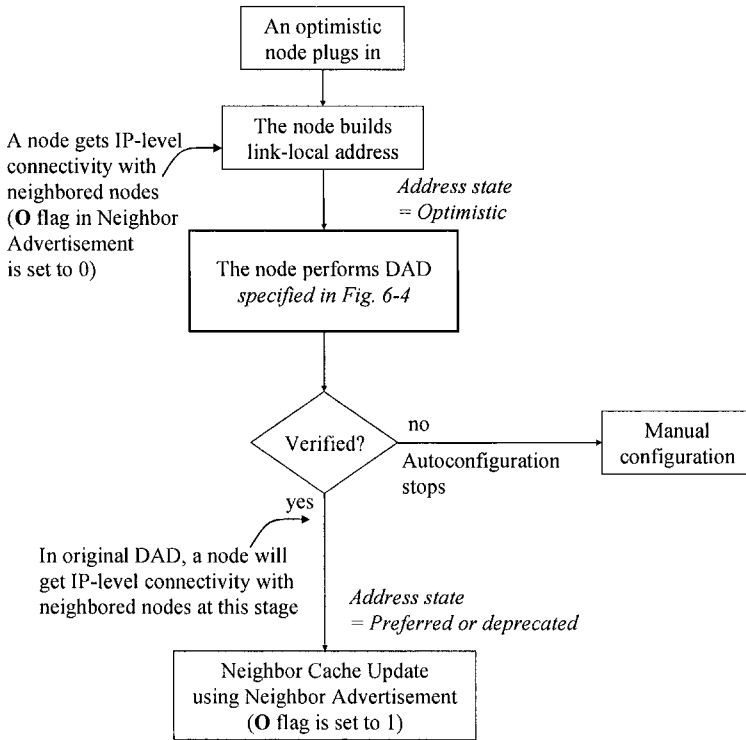 An optimistic
node plugs in
The node builds
link-local address
A node gets IP-level
connectivity with
neighbored nodes
(O flag in Neighbor
Advertisement
is set to 0)
Address state
= Optimistic
The node performs DAD
specified in Fig. 6-4
Verified?
no
Autoconfiguration
stops
Manual
configuration
yes
In original DAD, a node will
get IP-level connectivity with
neighbored nodes at this stage
Address state
= Preferred or deprecated
Neighbor Cache Update
using Neighbor Advertisement
(O flag is set to 1)